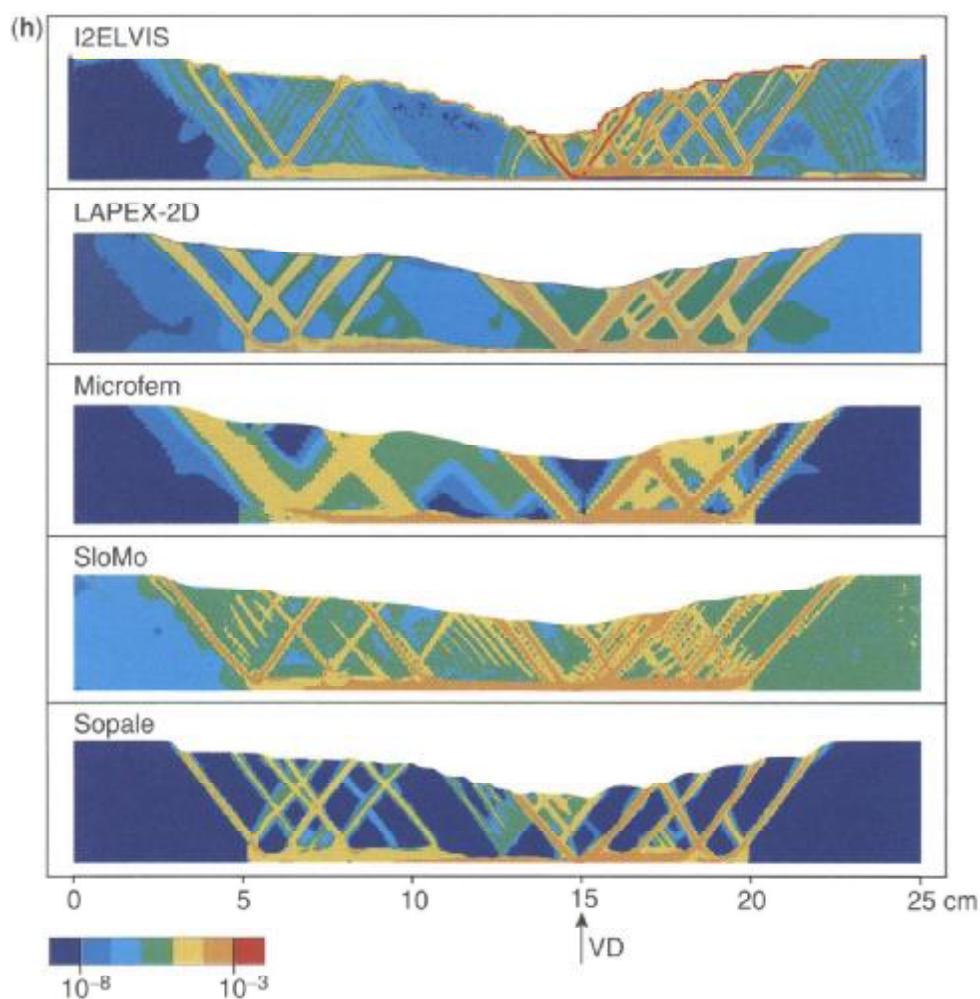 (h)
I2ELVIS
LAPEX-2D
Microfem
SloMo
Sopale
0 5 10 15 20 25 cm
VD
10⁻⁸ 10⁻³